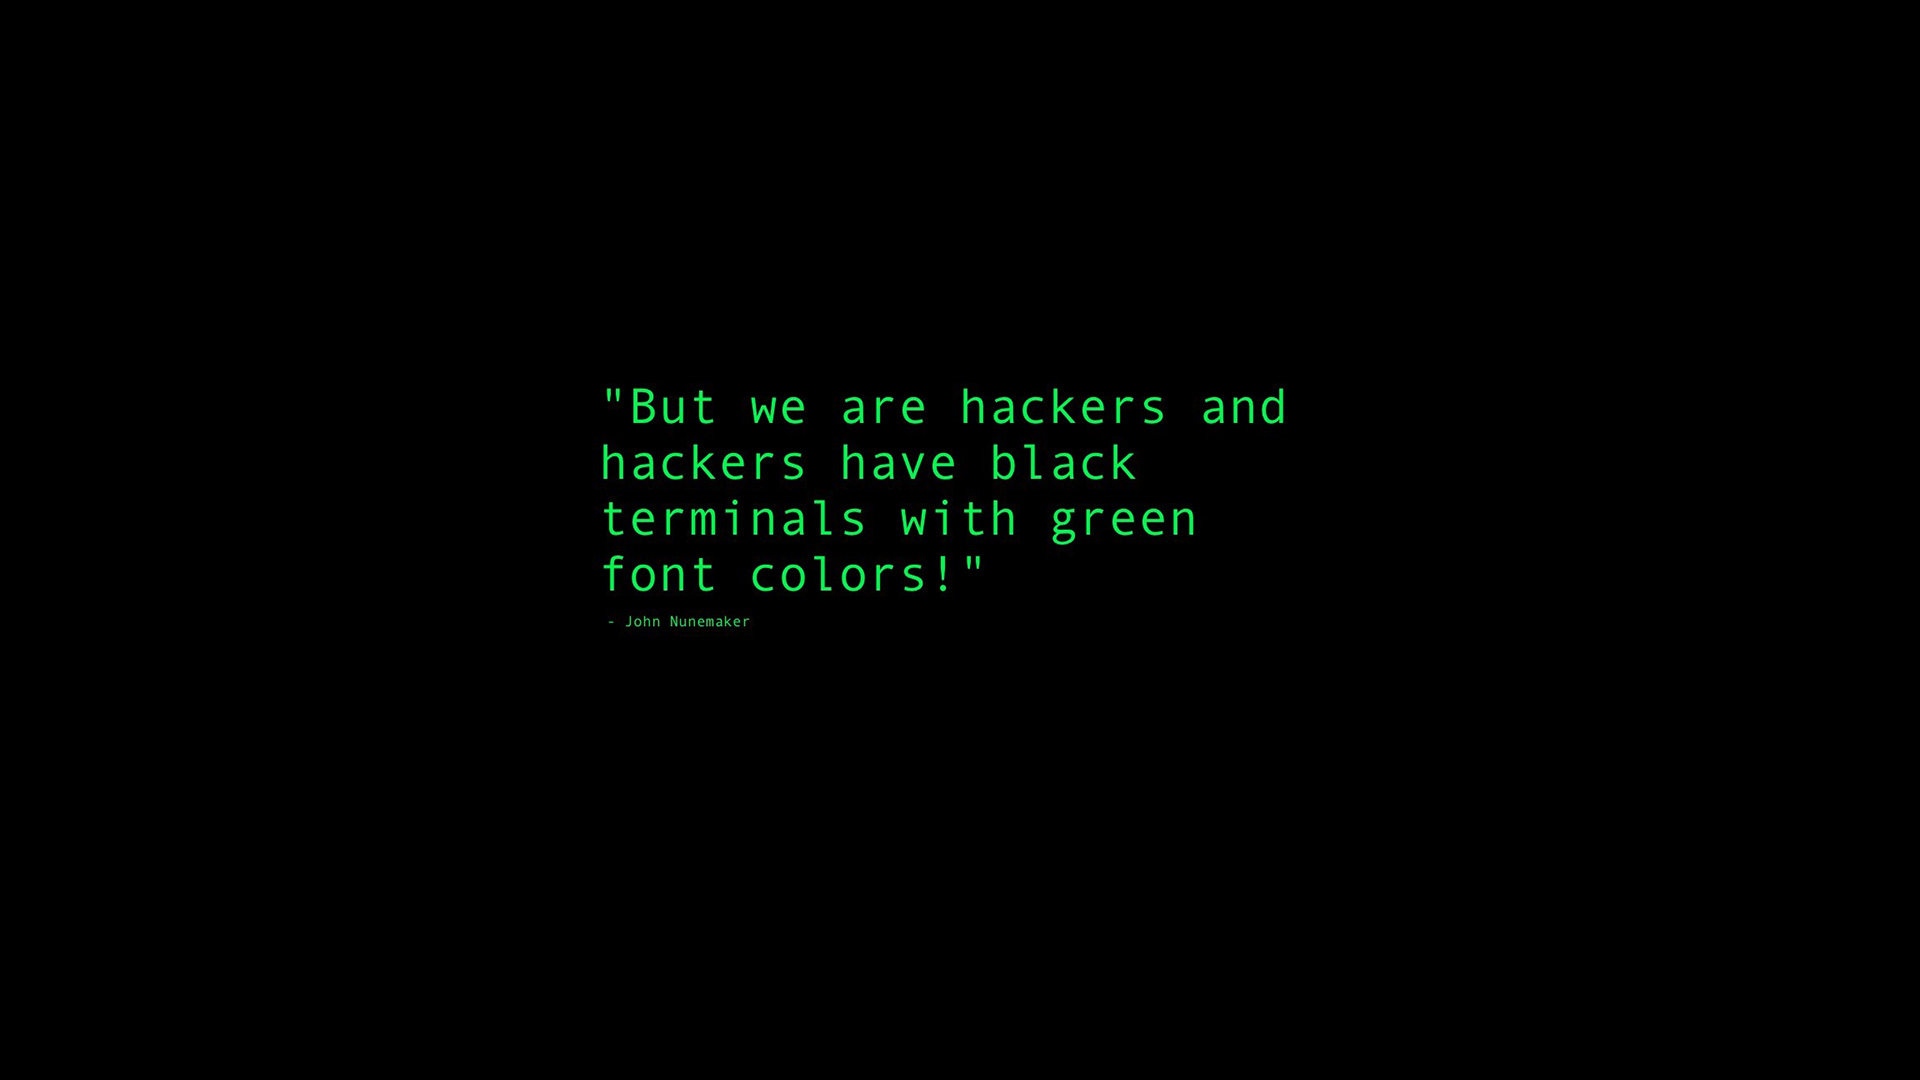 "But we are hackers and
hackers have black
terminals with green
font colors!"
- John Nunemaker